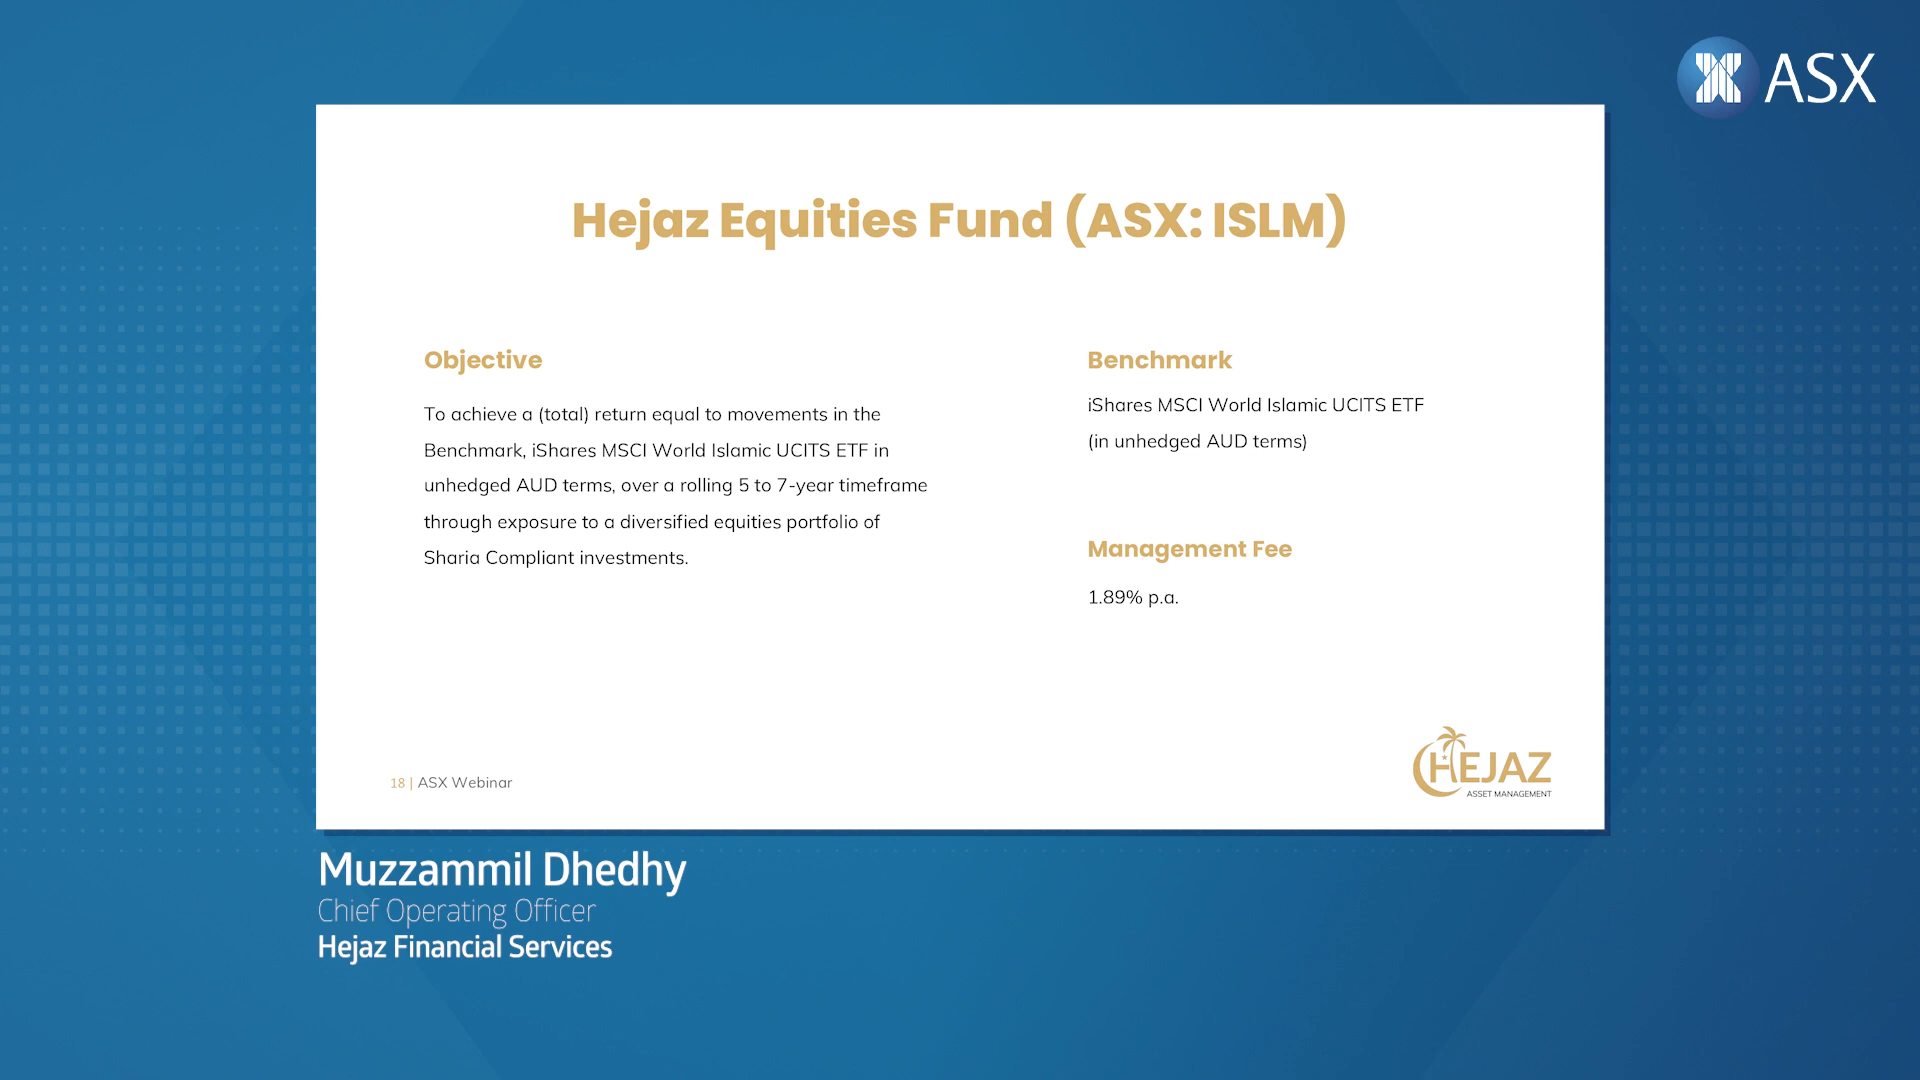 ASX
Hejaz Equities Fund (ASX: ISLM)
Objective
To achieve a (total) return equal to movements in the
Benchmark, iShares MSCI World Islamic UCITS ETF in
unhedged AUD terms, over a rolling 5 to 7-year timeframe
through exposure to a diversified equities portfolio of
Sharia Compliant investments.
Benchmark
iShares MSCI World Islamic UCITS ETF
(in unhedged AUD terms)
Management Fee
1.89% p.a.
18 | ASX Webinar
HEJAZ
ASSET MANAGEMENT
Muzzammil Dhedhy
Chief Operating Officer
Hejaz Financial Services